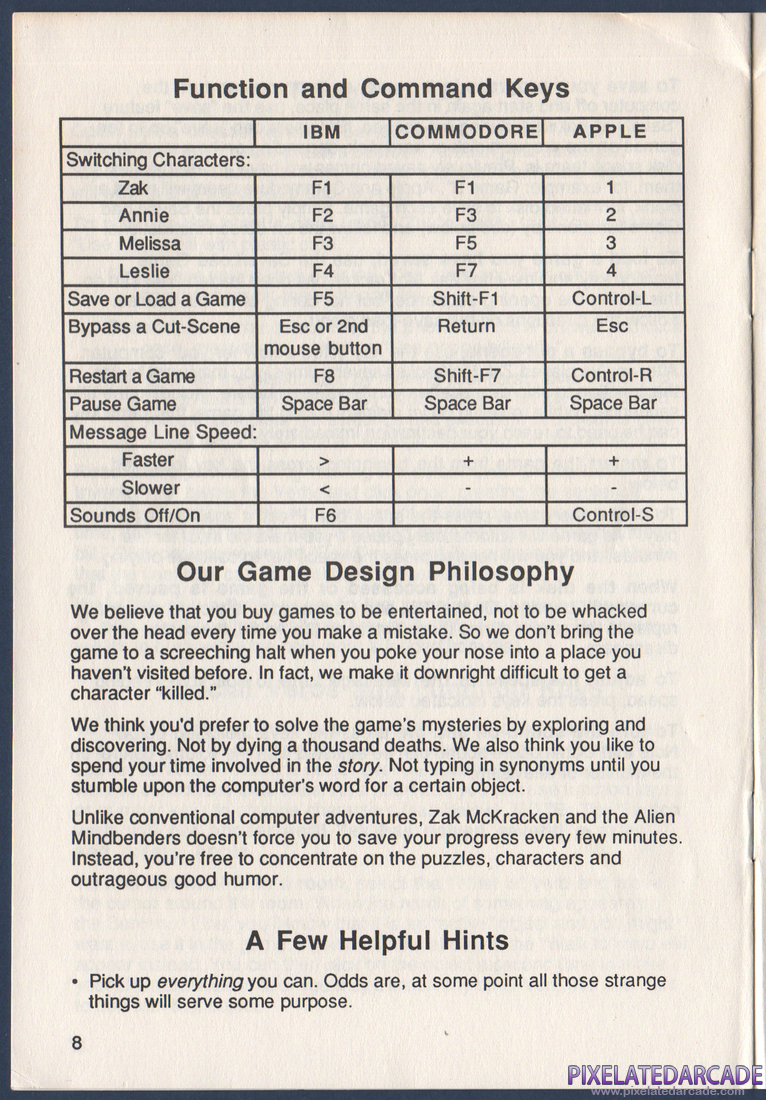 Function and Command Keys
IBM COMMODORE APPLE
Switching Characters:
Zak F1 F1 1
Annie F2 F3 2
Melissa F3 F5 3
Leslie F4 F7 4
Save or Load a Game F5 Shift-F1 Control-L
Bypass a Cut-Scene Esc or 2nd Return Esc
mouse button
Restart a Game F8 Shift-F7 Control-R
Pause Game Space Bar Space Bar Space Bar
Message Line Speed:
Faster > + +
Slower < - -
Sounds Off/On F6 Control-S
Our Game Design Philosophy
We believe that you buy games to be entertained, not to be whacked
over the head every time you make a mistake. So we don't bring the
game to a screeching halt when you poke your nose into a place you
haven't visited before. In fact, we make it downright difficult to get a
character “killed.”
We think you'd prefer to solve the game's mysteries by exploring and
discovering. Not by dying a thousand deaths. We also think you like to
spend your time involved in the story. Not typing in synonyms until you
stumble upon the computer's word for a certain object.
Unlike conventional computer adventures, Zak McKracken and the Alien
Mindbenders doesn't force you to save your progress every few minutes.
Instead, you're free to concentrate on the puzzles, characters and
outrageous good humor.
A Few Helpful Hints
• Pick up everything you can. Odds are, at some point all those strange
things will serve some purpose.
8
PIXELATEDARCADE
www.pixelatedarcade.com